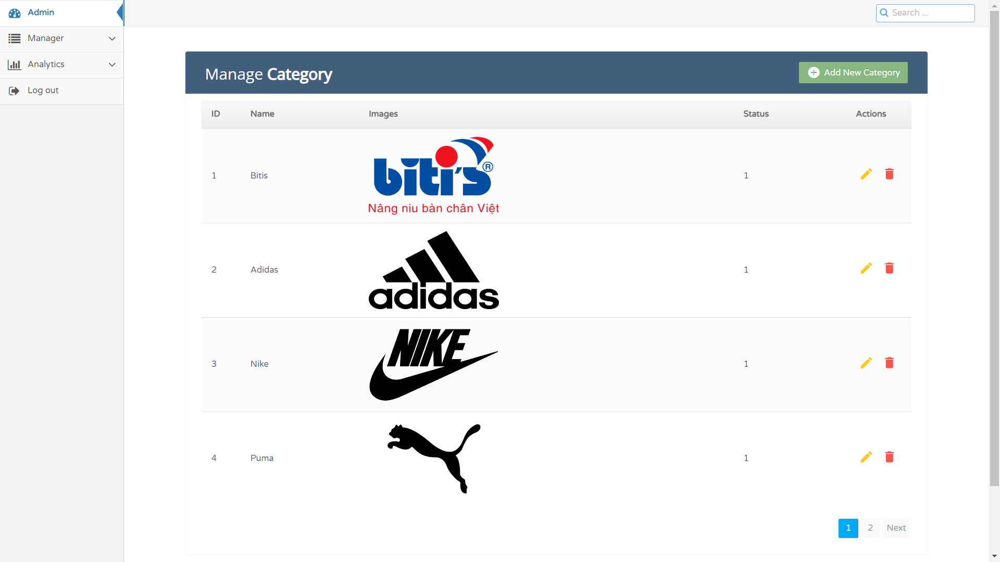 Admin
Search ...
Manager
Analytics
Log out
Manage Category
Add New Category
ID Name Images Status Actions
biti's®
Nâng niu bàn chân Việt
1 Bitis 1
adidas
2 Adidas 1
NIKE
3 Nike 1
4 Puma 1
1 2 Next